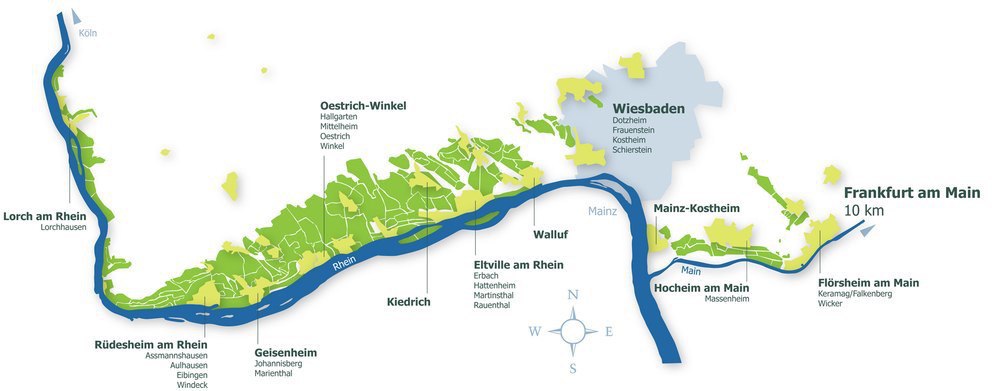 Köln
Oestrich-Winkel
Hallgarten
Mittelheim
Oestrich
Winkel
Wiesbaden
Dotzheim
Frauenstein
Kostheim
Schierstein
Frankfurt am Main
10 km
Lorch am Rhein
Lorchhausen
Mainz
Mainz-Kostheim
Walluf
Rhein
Eltville am Rhein
Erbach
Hattenheim
Martinsthal
Rauenthal
Kiedrich
Main
Hocheim am Main
Massenheim
Flörsheim am Main
Keramag/Falkenberg
Wicker
N
W
E
S
Rüdesheim am Rhein
Assmannshausen
Aulhausen
Eibingen
Windeck
Geisenheim
Johannisberg
Marienthal